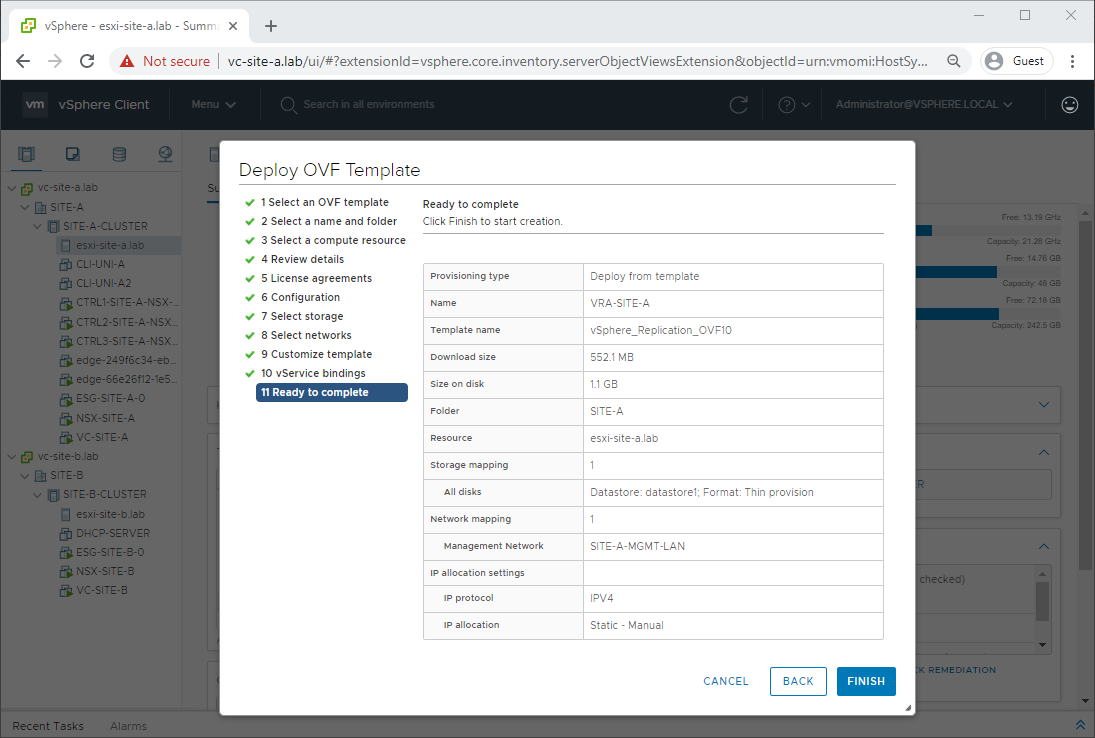 vSphere - esxi-site-a.lab - Summa
Not secure
vc-site-a.lab/ui/#?extensionId=vsphere.core.inventory.serverObjectViewsExtension&objectId=urn:vmomi:HostSy...
Guest
vm vSphere Client
Menu
Search in all environments
Administrator@VSPHERE.LOCAL
vc-site-a.lab
SITE-A
SITE-A-CLUSTER
esxi-site-a.lab
CLI-UNI-A
CLI-UNI-A2
CTRL1-SITE-A-NSX-...
CTRL2-SITE-A-NSX...
CTRL3-SITE-A-NSX...
edge-249f6c34-eb...
edge-66e26f12-1e5...
ESG-SITE-A-0
NSX-SITE-A
VC-SITE-A
vc-site-b.lab
SITE-B
SITE-B-CLUSTER
esxi-site-b.lab
DHCP-SERVER
ESG-SITE-B-0
NSX-SITE-B
VC-SITE-B
Su
Deploy OVF Template
1 Select an OVF template
2 Select a name and folder
3 Select a compute resource
4 Review details
5 License agreements
6 Configuration
7 Select storage
8 Select networks
9 Customize template
10 vService bindings
11 Ready to complete
Ready to complete
Click Finish to start creation.
Provisioning type Deploy from template
Name VRA-SITE-A
Template name vSphere_Replication_OVF10
Download size 552.1 MB
Size on disk 1.1 GB
Folder SITE-A
Resource esxi-site-a.lab
Storage mapping 1
All disks Datastore: datastore1; Format: Thin provision
Network mapping 1
Management Network SITE-A-MGMT-LAN
IP allocation settings
IP protocol IPV4
IP allocation Static - Manual
CANCEL
BACK
FINISH
Free: 13.19 GHz
Capacity: 21.28 GHz
Free: 14.76 GB
Capacity: 46 GB
Free: 72.18 GB
Capacity: 242.5 GB
R
checked)
CK REMEDIATION
Recent Tasks
Alarms